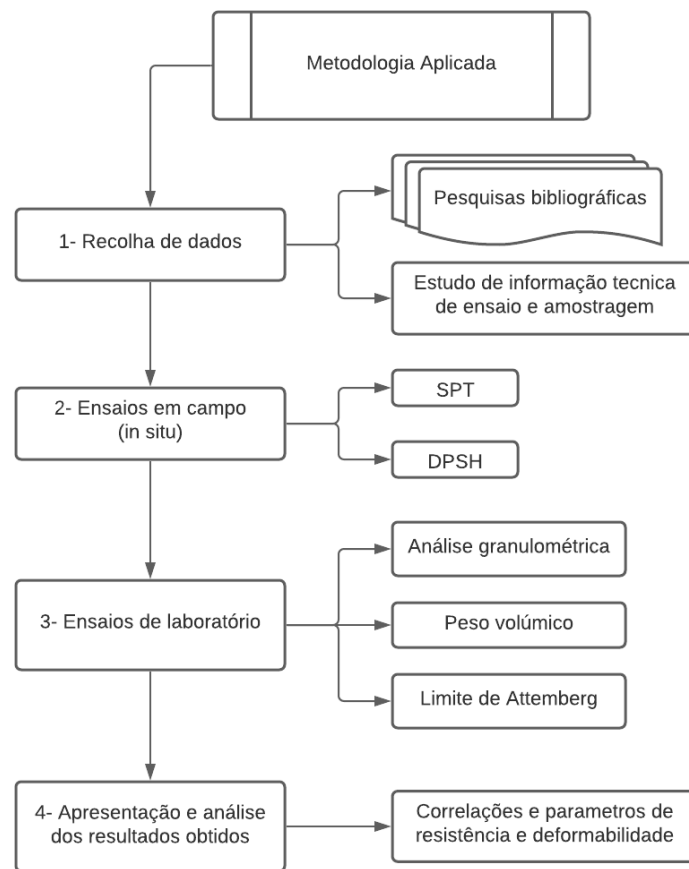 Metodologia Aplicada
1- Recolha de dados
Pesquisas bibliográficas
Estudo de informação tecnica
de ensaio e amostragem
2- Ensaios em campo
(in situ)
SPT
DPSH
3- Ensaios de laboratório
Análise granulométrica
Peso volúmico
Limite de Attemberg
4- Apresentação e análise
dos resultados obtidos
Correlações e parametros de
resistência e deformabilidade